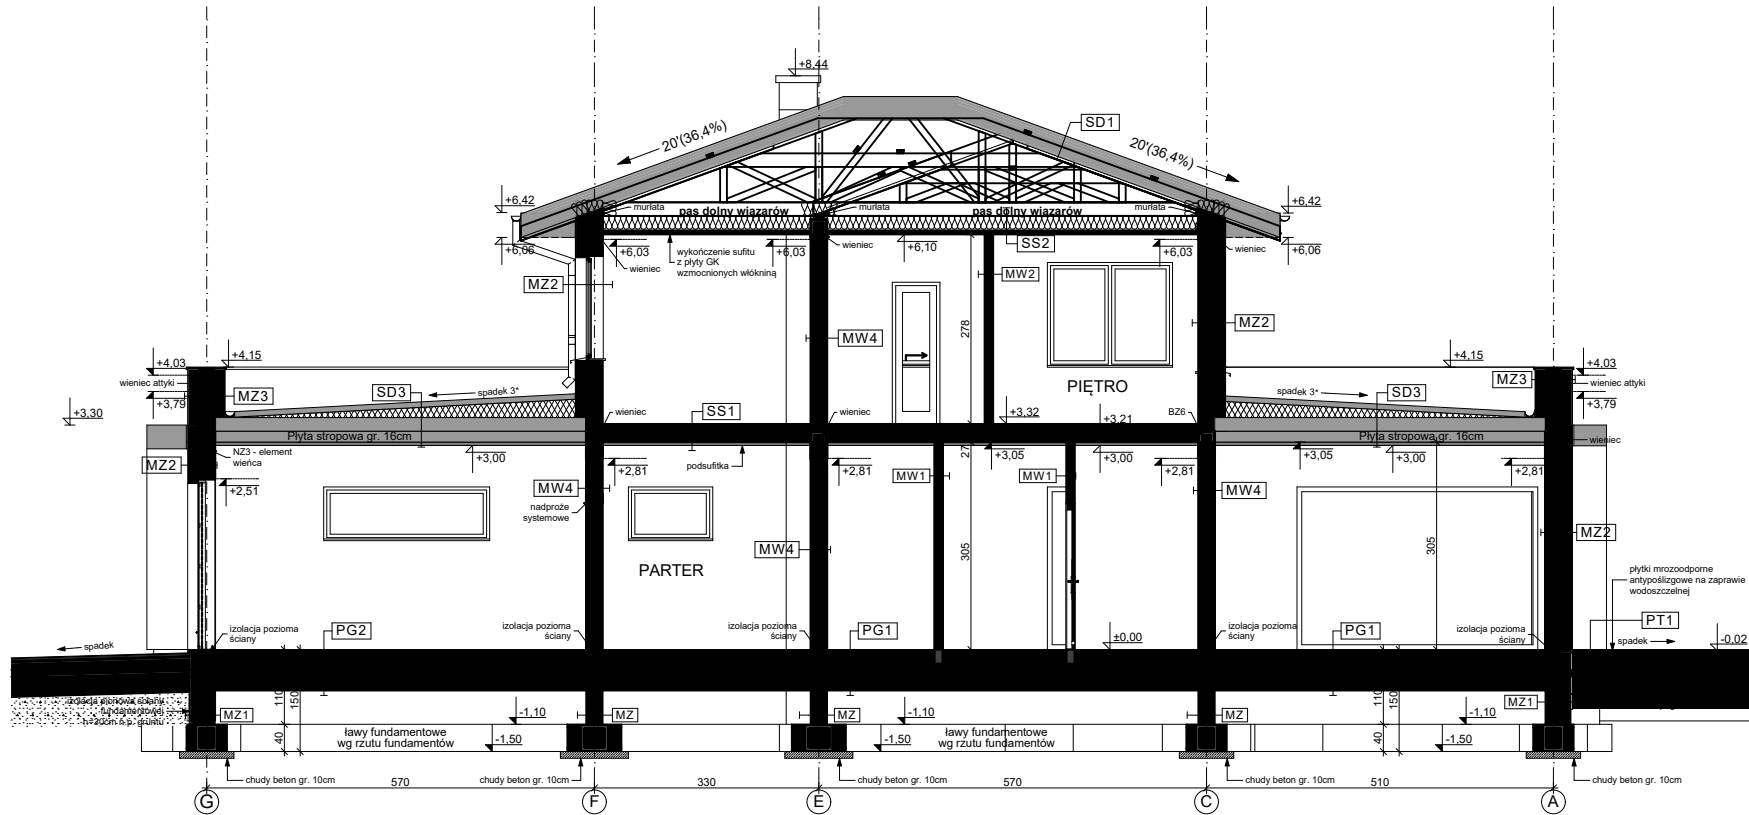 +8,44
20°(36,4%)
SD1
20°(36,4%)
+6,42
murłata
pas dolny wiązarów
murłata
pas dolny wiązarów
murłata
+6,42
+6,06
+6,03
wykończenie sufitu
z płyty GK
wzmocnionych włókniną
+6,03
wieniec
+6,10
SS2
+6,03
wieniec
+6,06
wieniec
MZ2
MW2
278
MW4
MZ2
+4,03
+4,15
+4,15
+4,03
wieniec attyki
MZ3
SD3
spadek 3°
PIĘTRO
spadek 3°
SD3
MZ3
wieniec attyki
+3,79
+3,79
+3,30
wieniec
SS1
wieniec
+3,32
+3,21
BZ6
Płyta stropowa gr. 16cm
Płyta stropowa gr. 16cm
wieniec
NZ3 - element
wieńca
MZ2
+3,00
+2,81
podsufitka
+2,81
27
+3,05
+3,00
+2,81
+3,05
+3,00
+2,81
+2,51
MW4
MW1
MW1
MW4
nadproże
systemowe
MZ2
MW4
305
305
PARTER
płytki mrozoodporne
antypoślizgowe na zaprawie
wodoszczelnej
izolacja pozioma
ściany
PG2
izolacja pozioma
ściany
izolacja pozioma
ściany
PG1
±0,00
izolacja pozioma
ściany
PG1
izolacja pozioma
ściany
PT1
spadek
spadek
-0,02
izolacja pionowa ściany
fundamentowej
110
150
110
150
MZ1
-1,10
MZ
MZ
-1,10
MZ
-1,10
MZ1
40
ławy fundamentowe
wg rzutu fundamentów
-1,50
-1,50
ławy fundamentowe
wg rzutu fundamentów
40
-1,50
chudy beton gr. 10cm
chudy beton gr. 10cm
chudy beton gr. 10cm
chudy beton gr. 10cm
chudy beton gr. 10cm
570
330
570
510
G
F
E
C
A